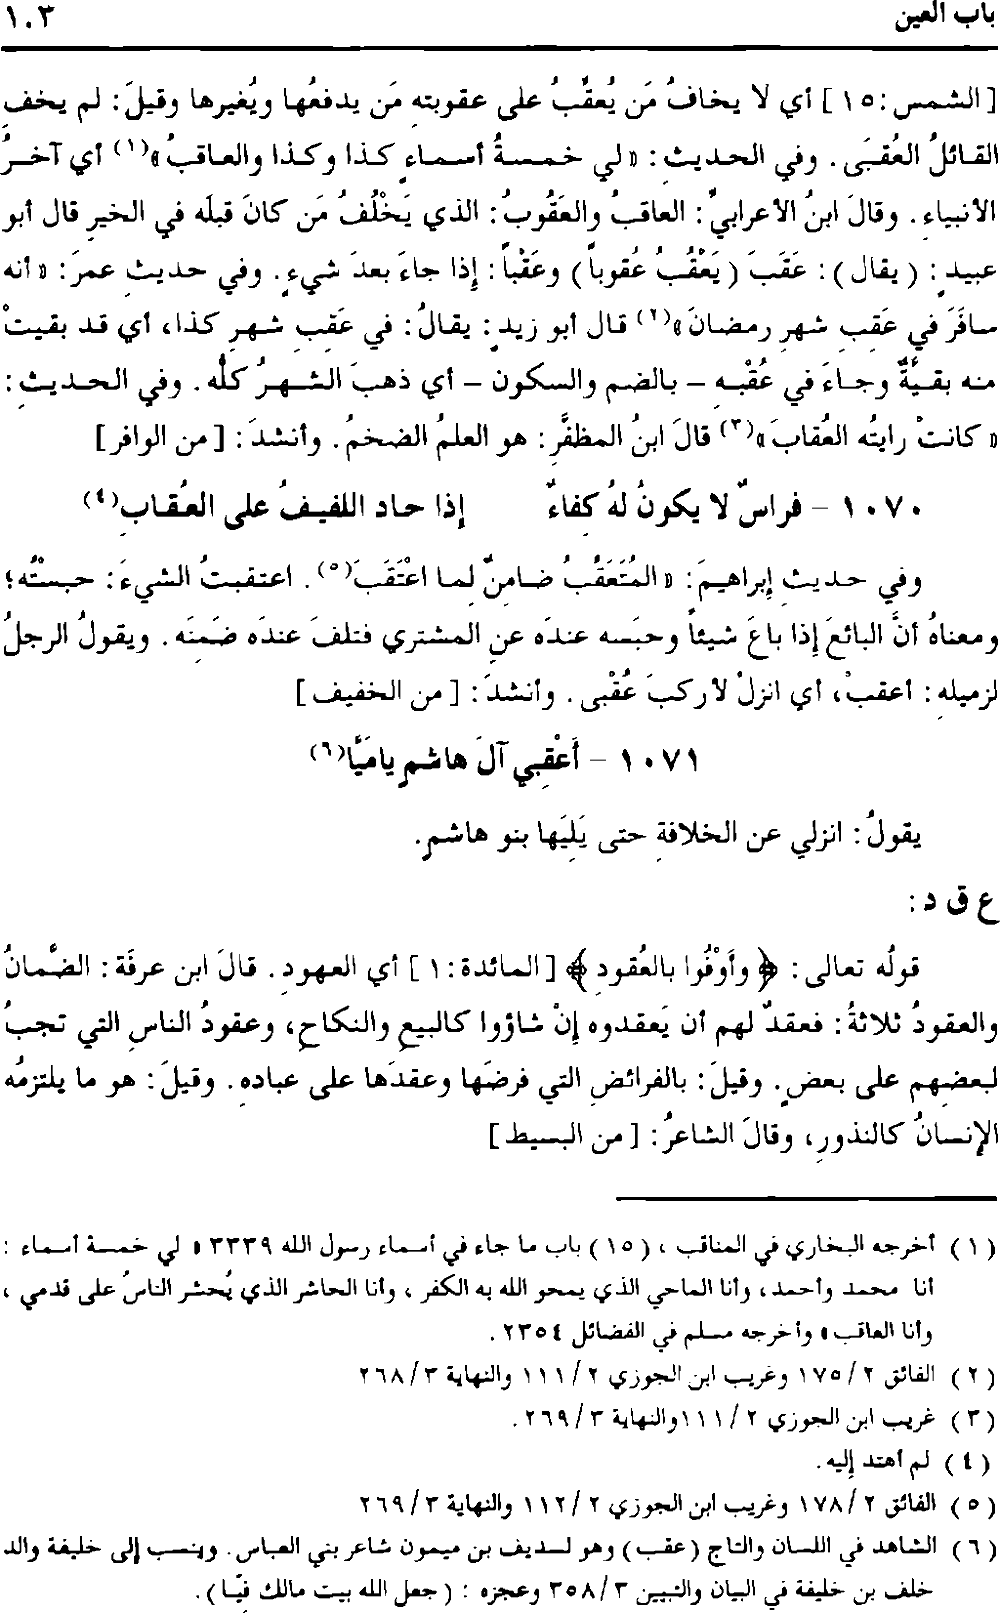 باب العين ١٠٣
[الشمس: ١٥] أي لا يخافُ مَن يُعقِّبُ على عقوبتهِ مَن يدفعُها ويُغيرها وقيلَ: لم يخفِ
القائلُ العُقبَى. وفي الحديثِ: «لي خمسةُ أسماءٍ كذا وكذا والعاقبُ»(١) أي آخرُ
الأنبياءِ. وقالَ ابنُ الأعرابيِّ: العاقبُ والعَقُوبُ: الذي يَخْلُفُ مَن كانَ قبلَه في الخيرِ قال أبو
عبيدٍ: (يقال): عَقَبَ (يَعْقُبُ عُقوباً) وعَقْباً: إذا جاءَ بعدَ شيءٍ. وفي حديثِ عمرَ: «أنه
سافَرَ في عَقِبِ شهرِ رمضانَ»(٢) قال أبو زيدٍ: يقالُ: في عَقِبِ شهرِ كذا، أي قد بقيتْ
منه بقيَّةٌ وجاءَ في عُقْبِه - بالضم والسكون - أي ذهبَ الشهرُ كلُّه. وفي الحديثِ:
«كانتْ رايتُه العُقابَ»(٣) قالَ ابنُ المظفَّرِ: هو العلمُ الضخمُ. وأنشدَ: [من الوافر]
١٠٧٠ - فراسٌ لا يكونُ لهُ كفاءٌ إذا حاد اللفيفُ على العُقابِ(٤)
وفي حديثِ إبراهيمَ: «المُتَعَقِّبُ ضامِنٌ لما اعْتَقَبَ(٥). اعتقبتُ الشيءَ: حبستُه؛
ومعناهُ أنَّ البائعَ إذا باعَ شيئاً وحبَسه عندَه عنِ المشتري فتلفَ عندَه ضَمِنَه. ويقولُ الرجلُ
لزميله: أعقبْ، أي انزلْ لأركبَ عُقْبى. وأنشدَ: [من الخفيف]
١٠٧١ - أَعْقِبي آلَ هاشمٍ يامَيَّا(٦)
يقولُ: انزلي عن الخلافةِ حتى يَلِيَها بنو هاشمٍ.
ع ق د:
قولُه تعالى: ﴿وأَوْفُوا بالعُقودِ﴾ [المائدة: ١] أي العهودِ. قالَ ابن عرفَة: الضَّمانُ
والعقودُ ثلاثةُ: فعقدٌ لهم أن يَعقدوه إنْ شاؤوا كالبيعِ والنكاحِ، وعقودُ الناسِ التي تجبُ
لبعضِهم على بعضٍ. وقيلَ: بالفرائضِ التي فرضَها وعقدَها على عبادهِ. وقيلَ: هو ما يلتزمُه
الإنسانُ كالنذورِ، وقالَ الشاعرُ: [من البسيط]
(١) أخرجه البخاري في المناقب، (١٥) باب ما جاء في أسماء رسول الله ٣٣٣٩ «لي خمسة أسماء:
أنا محمد وأحمد، وأنا الماحي الذي يمحو الله به الكفر، وأنا الحاشر الذي يُحشر الناسُ على قدمي،
وأنا العاقب» وأخرجه مسلم في الفضائل ٢٣٥٤.
(٢) الفائق ٢/١٧٥ وغريب ابن الجوزي ٢/١١١ والنهاية ٣/٢٦٨
(٣) غريب ابن الجوزي ٢/١١١ والنهاية ٣/٢٦٩.
(٤) لم أهتد إليه.
(٥) الفائق ٢/١٧٨ وغريب ابن الجوزي ٢/١١٢ والنهاية ٣/٢٦٩
(٦) الشاهد في اللسان والتاج (عقب) وهو لسديف بن ميمون شاعر بني العباس. وينسب إلى خليفة والد
خلف بن خليفة في البيان والتبيين ٣/٣٥٨ وعجزه: (جعل الله بيت مالك فيّا).